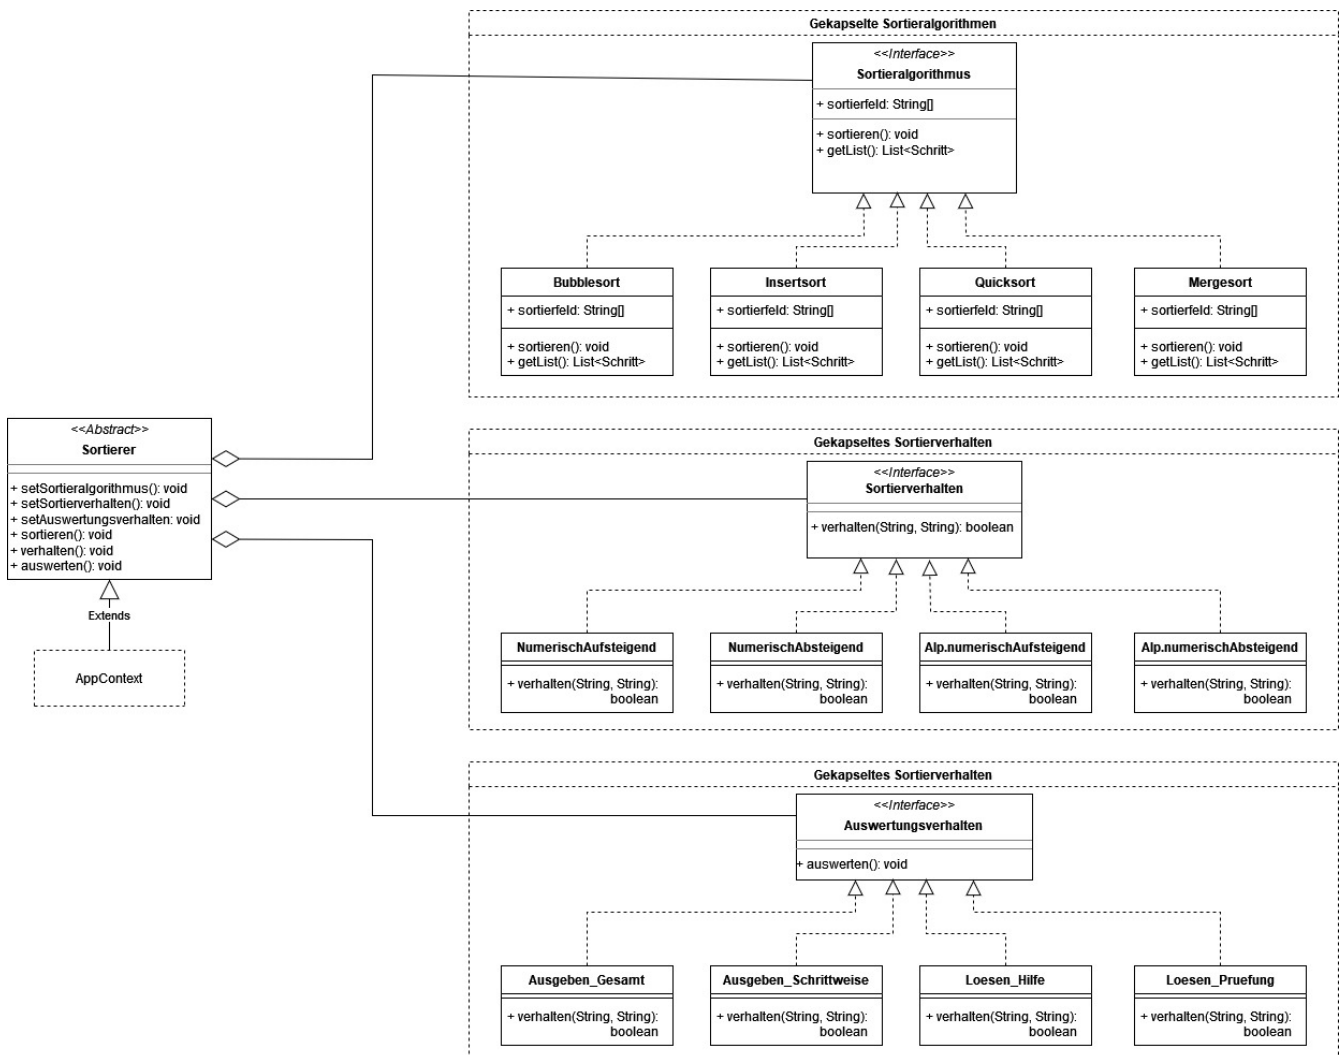 Gekapselte Sortieralgorithmen
<<Interface>>
Sortieralgorithmus
+ sortierfeld: String[]
+ sortieren(): void
+ getList(): List<Schritt>
Bubblesort
+ sortierfeld: String[]
+ sortieren(): void
+ getList(): List<Schritt>
Insertsort
+ sortierfeld: String[]
+ sortieren(): void
+ getList(): List<Schritt>
Quicksort
+ sortierfeld: String[]
+ sortieren(): void
+ getList(): List<Schritt>
Mergesort
+ sortierfeld: String[]
+ sortieren(): void
+ getList(): List<Schritt>
<<Abstract>>
Sortierer
+ setSortieralgorithmus(): void
+ setSortierverhalten(): void
+ setAuswertungsverhalten: void
+ sortieren(): void
+ verhalten(): void
+ auswerten(): void
Extends
AppContext
Gekapseltes Sortierverhalten
<<Interface>>
Sortierverhalten
+ verhalten(String, String): boolean
NumerischAufsteigend
+ verhalten(String, String):
boolean
NumerischAbsteigend
+ verhalten(String, String):
boolean
Alp.numerischAufsteigend
+ verhalten(String, String):
boolean
Alp.numerischAbsteigend
+ verhalten(String, String):
boolean
Gekapseltes Sortierverhalten
<<Interface>>
Auswertungsverhalten
+ auswerten(): void
Ausgeben_Gesamt
+ verhalten(String, String):
boolean
Ausgeben_Schrittweise
+ verhalten(String, String):
boolean
Loesen_Hilfe
+ verhalten(String, String):
boolean
Loesen_Pruefung
+ verhalten(String, String):
boolean